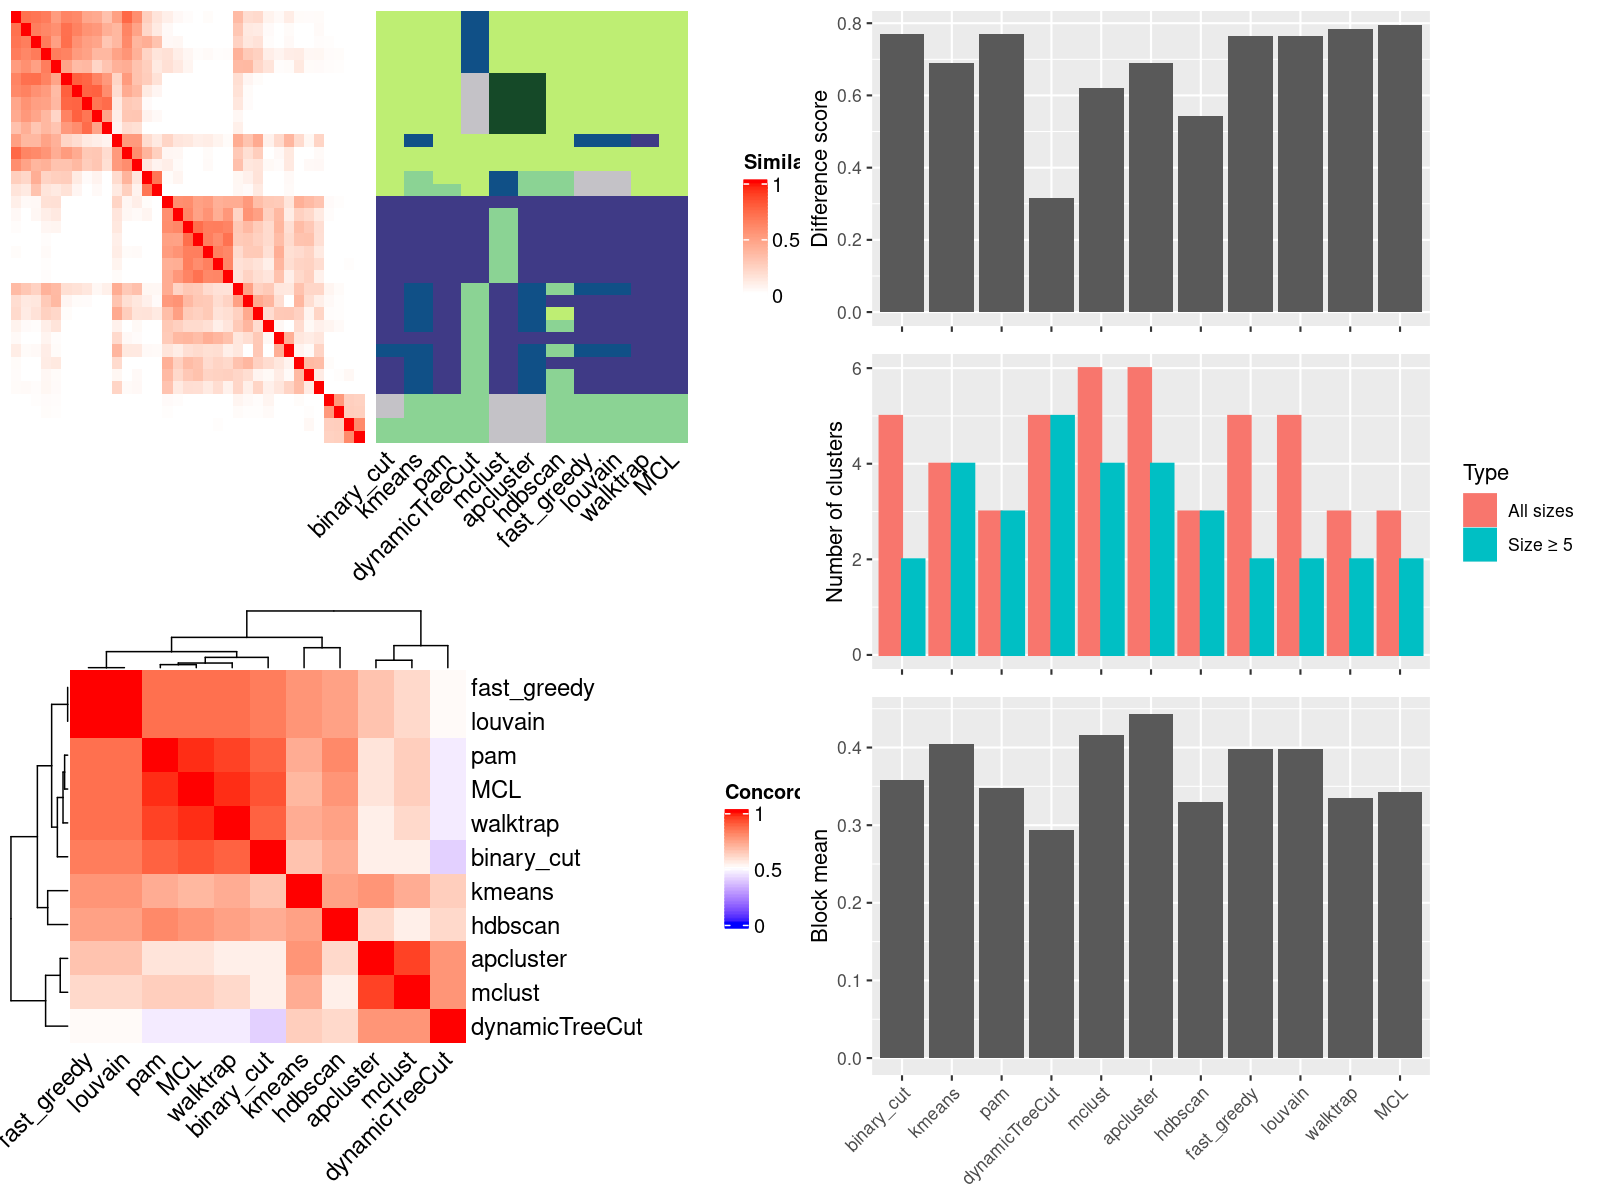 Simila
1
0.5
0
binary_cut
kmeans
pam
dynamicTreeCut
mclust
apcluster
hdbscan
fast_greedy
louvain
walktrap
MCL
fast_greedy
louvain
pam
MCL
walktrap
binary_cut
kmeans
hdbscan
apcluster
mclust
dynamicTreeCut
Concord
1
0.5
0
fast_greedy
louvain
pam
MCL
walktrap
binary_cut
kmeans
hdbscan
apcluster
mclust
dynamicTreeCut
Difference score
0.8
0.6
0.4
0.2
0.0
Number of clusters
6
4
2
0
Type
All sizes
Size ≥ 5
Block mean
0.4
0.3
0.2
0.1
0.0
binary_cut
kmeans
pam
dynamicTreeCut
mclust
apcluster
hdbscan
fast_greedy
louvain
walktrap
MCL